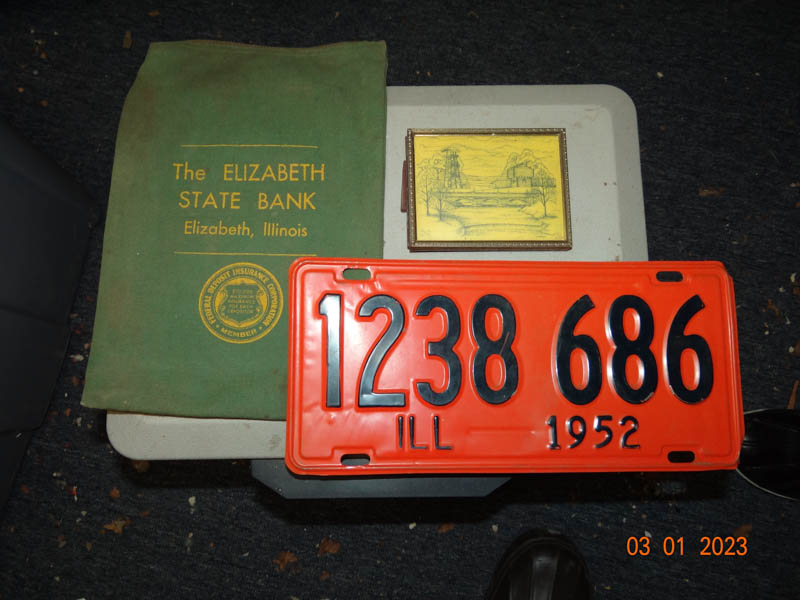 The ELIZABETH
STATE BANK
Elizabeth, Illinois
FEDERAL DEPOSIT INSURANCE CORPORATION
MEMBER
1238 686
ILL 1952
03 01 2023